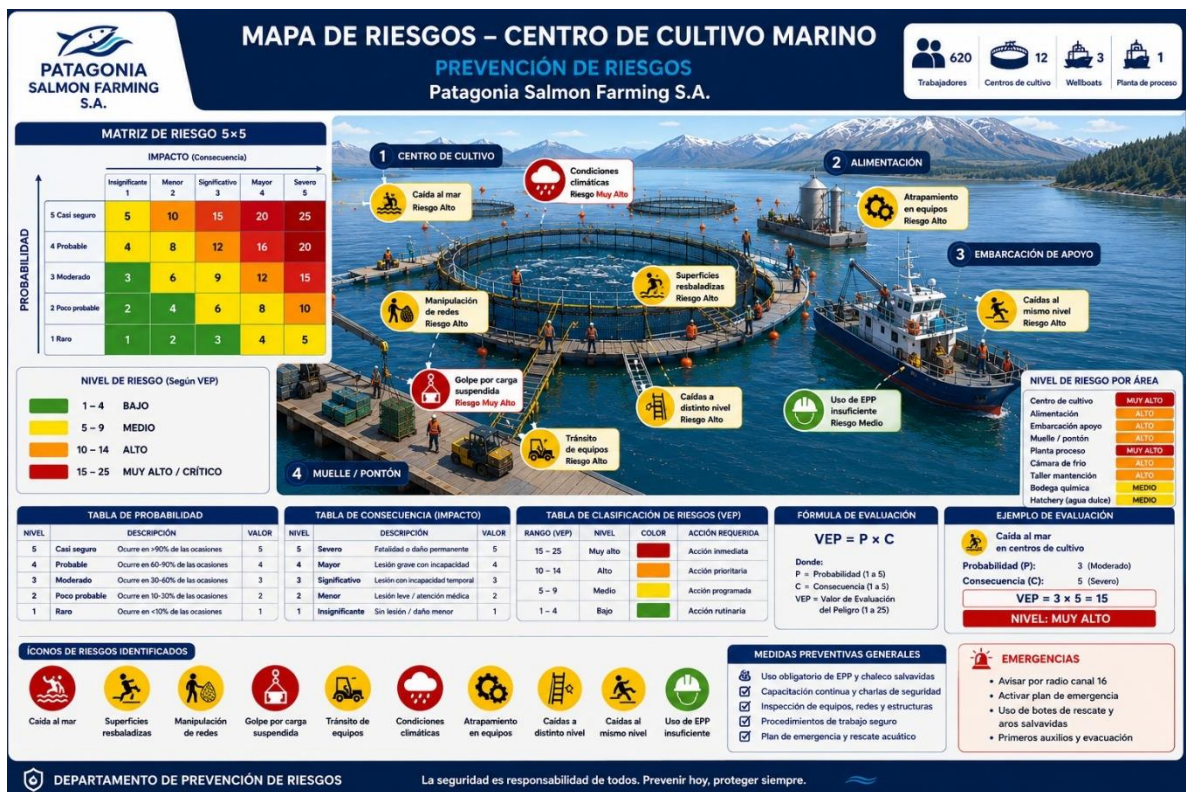 PATAGONIA
SALMON FARMING
S.A.
MAPA DE RIESGOS – CENTRO DE CULTIVO MARINO
PREVENCIÓN DE RIESGOS
Patagonia Salmon Farming S.A.
620
Trabajadores
12
Centros de cultivo
3
Wellboats
1
Planta de proceso
MATRIZ DE RIESGO 5×5
IMPACTO (Consecuencia)
PROBABILIDAD
Insignificante Menor Significativo Mayor Severo
1 2 3 4 5
5 Casi seguro 5 10 15 20 25
4 Probable 4 8 12 16 20
3 Moderado 3 6 9 12 15
2 Poco probable 2 4 6 8 10
1 Raro 1 2 3 4 5
NIVEL DE RIESGO (Según VEP)
1 – 4 BAJO
5 – 9 MEDIO
10 – 14 ALTO
15 – 25 MUY ALTO / CRÍTICO
1 CENTRO DE CULTIVO
Caída al mar
Riesgo Alto
Condiciones
climáticas
Riesgo Muy Alto
2 ALIMENTACIÓN
Atrapamiento
en equipos
Riesgo Alto
3 EMBARCACIÓN DE APOYO
Superficies
resbaladizas
Riesgo Alto
Manipulación
de redes
Riesgo Alto
Caídas al
mismo nivel
Riesgo Alto
Golpe por carga
suspendida
Riesgo Muy Alto
Caídas a
distinto nivel
Riesgo Alto
Uso de EPP
insuficiente
Riesgo Medio
Tránsito
de equipos
Riesgo Alto
4 MUELLE / PONTÓN
NIVEL DE RIESGO POR ÁREA
Centro de cultivo MUY ALTO
Alimentación ALTO
Embarcación apoyo ALTO
Muelle / pontón ALTO
Planta proceso MUY ALTO
Cámara de frío ALTO
Taller mantención ALTO
Bodega química MEDIO
Hatchery (agua dulce) MEDIO
TABLA DE PROBABILIDAD
NIVEL DESCRIPCIÓN VALOR
5 Casi seguro Ocurre en >90% de las ocasiones 5
4 Probable Ocurre en 60-90% de las ocasiones 4
3 Moderado Ocurre en 30-60% de las ocasiones 3
2 Poco probable Ocurre en 10-30% de las ocasiones 2
1 Raro Ocurre en <10% de las ocasiones 1
TABLA DE CONSECUENCIA (IMPACTO)
NIVEL DESCRIPCIÓN VALOR
5 Severo Fatalidad o daño permanente 5
4 Mayor Lesión grave con incapacidad 4
3 Significativo Lesión con incapacidad temporal 3
2 Menor Lesión leve / atención médica 2
1 Insignificante Sin lesión / daño menor 1
TABLA DE CLASIFICACIÓN DE RIESGOS (VEP)
RANGO (VEP) NIVEL COLOR ACCIÓN REQUERIDA
15 – 25 Muy alto Acción inmediata
10 – 14 Alto Acción prioritaria
5 – 9 Medio Acción programada
1 – 4 Bajo Acción rutinaria
FÓRMULA DE EVALUACIÓN
VEP = P × C
Donde:
P = Probabilidad (1 a 5)
C = Consecuencia (1 a 5)
VEP = Valor de Evaluación
del Peligro (1 a 25)
EJEMPLO DE EVALUACIÓN
Caída al mar
en centros de cultivo
Probabilidad (P): 3 (Moderado)
Consecuencia (C): 5 (Severo)
VEP = 3 × 5 = 15
NIVEL: MUY ALTO
ÍCONOS DE RIESGOS IDENTIFICADOS
Caída al mar
Superficies
resbaladizas
Manipulación
de redes
Golpe por carga
suspendida
Tránsito de
equipos
Condiciones
climáticas
Atrapamiento
en equipos
Caídas a
distinto nivel
Caídas al
mismo nivel
Uso de EPP
insuficiente
MEDIDAS PREVENTIVAS GENERALES
Uso obligatorio de EPP y chaleco salvavidas
Capacitación continua y charlas de seguridad
Inspección de equipos, redes y estructuras
Procedimientos de trabajo seguro
Plan de emergencia y rescate acuático
EMERGENCIAS
• Avisar por radio canal 16
• Activar plan de emergencia
• Uso de botes de rescate y
aros salvavidas
• Primeros auxilios y evacuación
DEPARTAMENTO DE PREVENCIÓN DE RIESGOS
La seguridad es responsabilidad de todos. Prevenir hoy, proteger siempre.